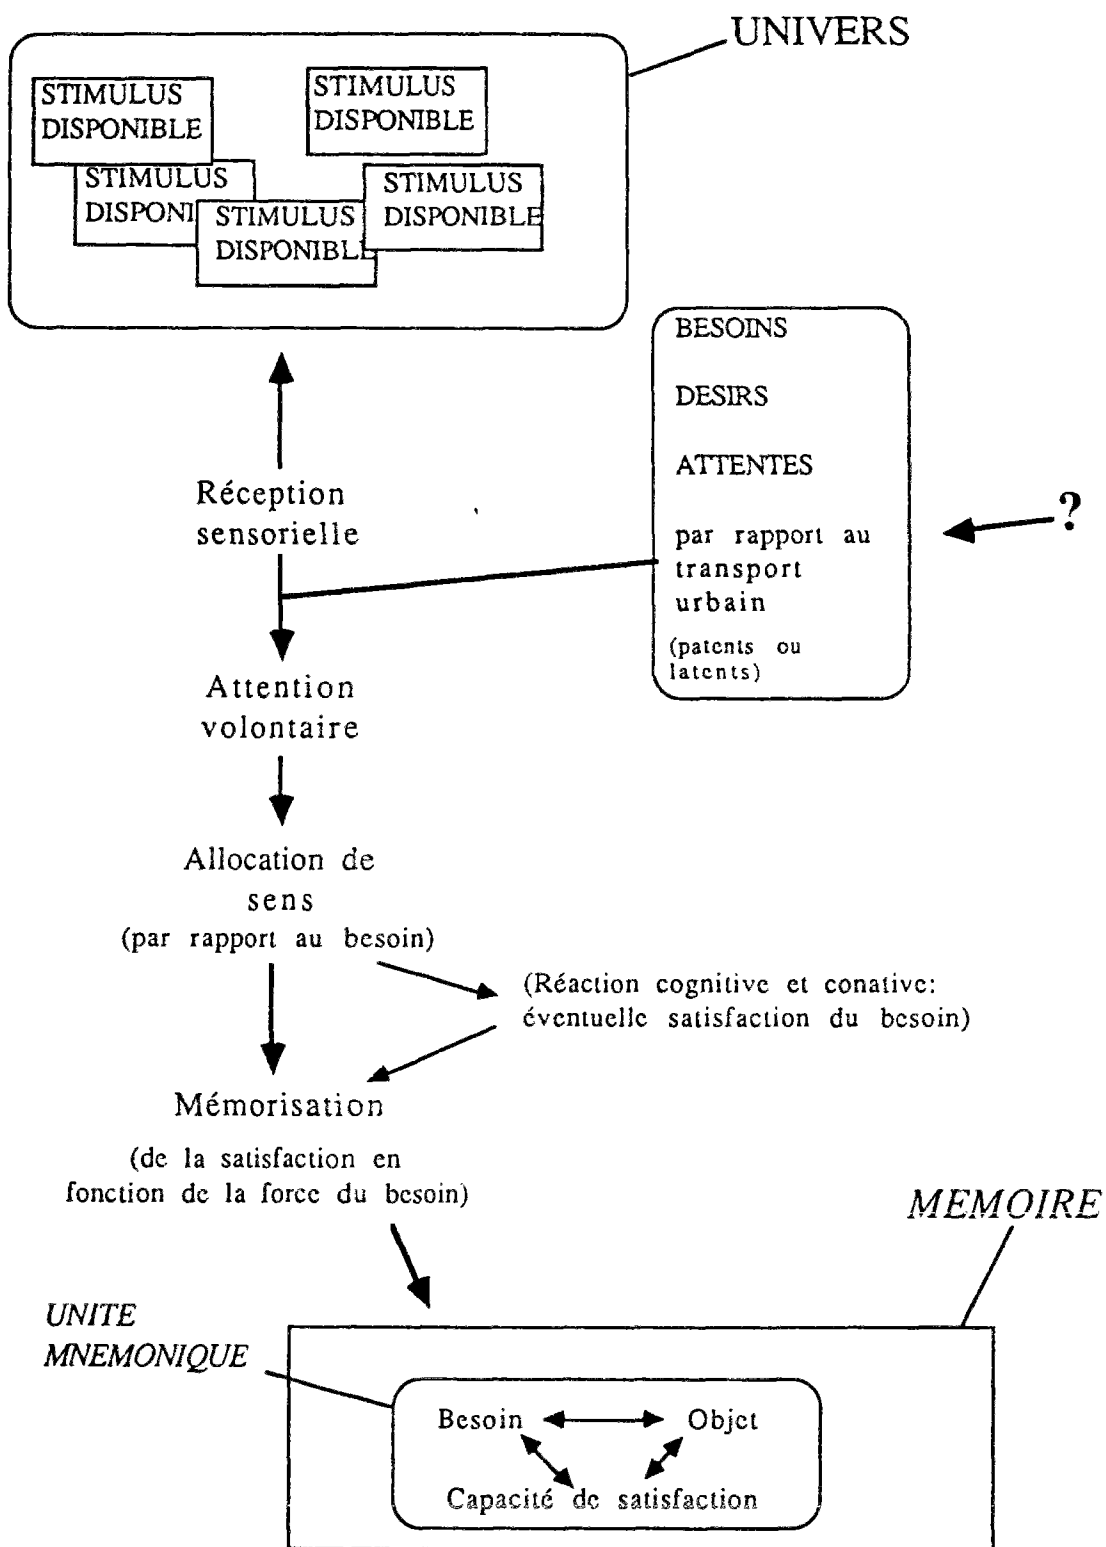 UNIVERS
STIMULUS
DISPONIBLE
STIMULUS
DISPONIBLE
STIMULUS
DISPONI
STIMULUS
DISPONIBLE
STIMULUS
DISPONIBLE
BESOINS
DESIRS
ATTENTES
par rapport au
transport
urbain
(patents ou
latents)
?
Réception
sensorielle
Attention
volontaire
Allocation de
sens
(par rapport au besoin)
(Réaction cognitive et conative:
éventuelle satisfaction du besoin)
Mémorisation
(de la satisfaction en
fonction de la force du besoin)
MEMOIRE
UNITE
MNEMONIQUE
Besoin
Objet
Capacité de satisfaction